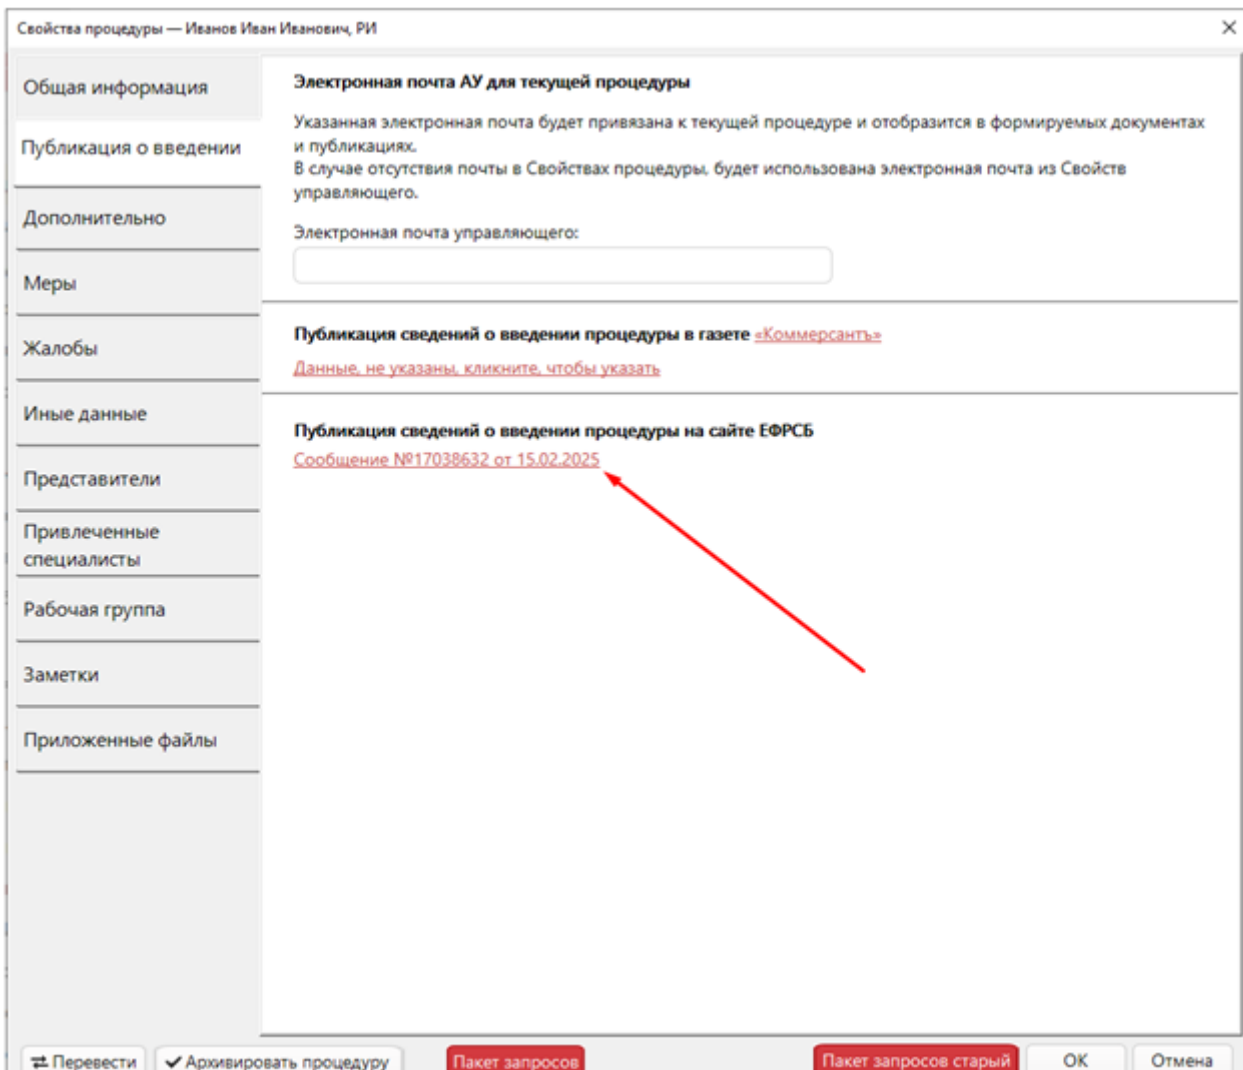 Свойства процедуры — Иванов Иван Иванович, РИ
Общая информация
Публикация о введении
Дополнительно
Меры
Жалобы
Иные данные
Представители
Привлеченные
специалисты
Рабочая группа
Заметки
Приложенные файлы
Электронная почта АУ для текущей процедуры
Указанная электронная почта будет привязана к текущей процедуре и отобразится в формируемых документах
и публикациях.
В случае отсутствия почты в Свойствах процедуры, будет использована электронная почта из Свойств
управляющего.
Электронная почта управляющего:
Публикация сведений о введении процедуры в газете «Коммерсантъ»
Данные, не указаны, кликните, чтобы указать
Публикация сведений о введении процедуры на сайте ЕФРСБ
Сообщение №17038632 от 15.02.2025
Перевести
Архивировать процедуру
Пакет запросов
Пакет запросов старый
ОК
Отмена